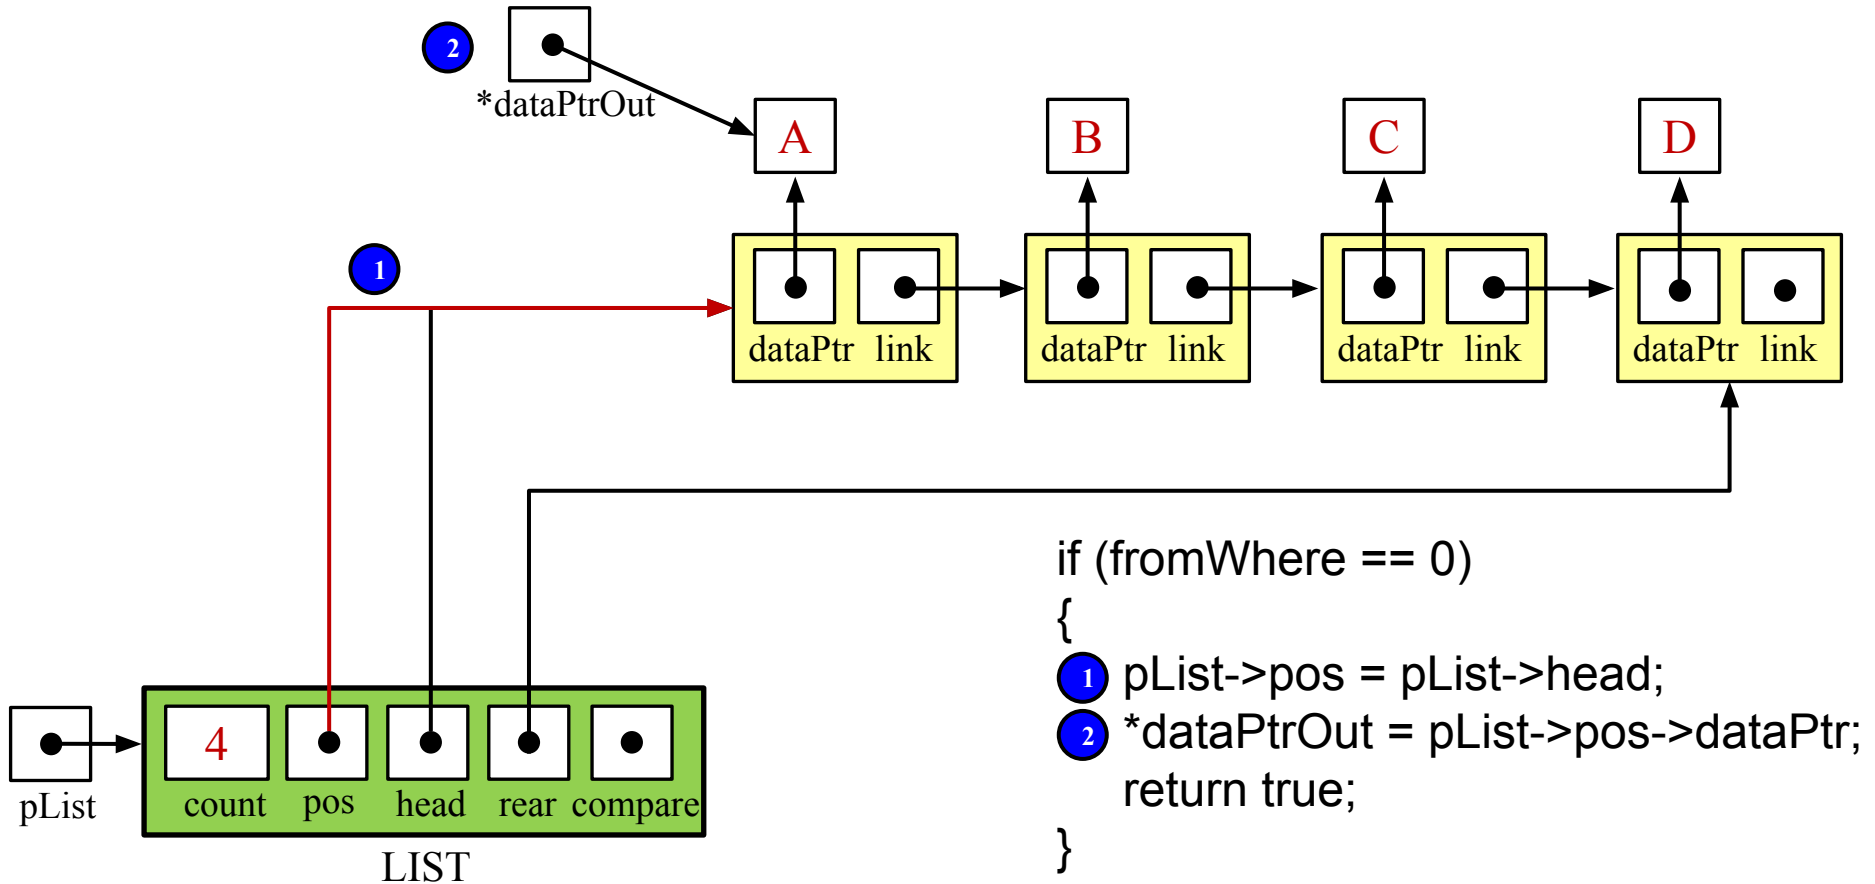 2
*dataPtrOut
A B C D
1
dataPtr link dataPtr link dataPtr link dataPtr link
if (fromWhere == 0)
{
1 pList->pos = pList->head;
2 *dataPtrOut = pList->pos->dataPtr;
return true;
}
4
pList
count pos head rear compare
LIST